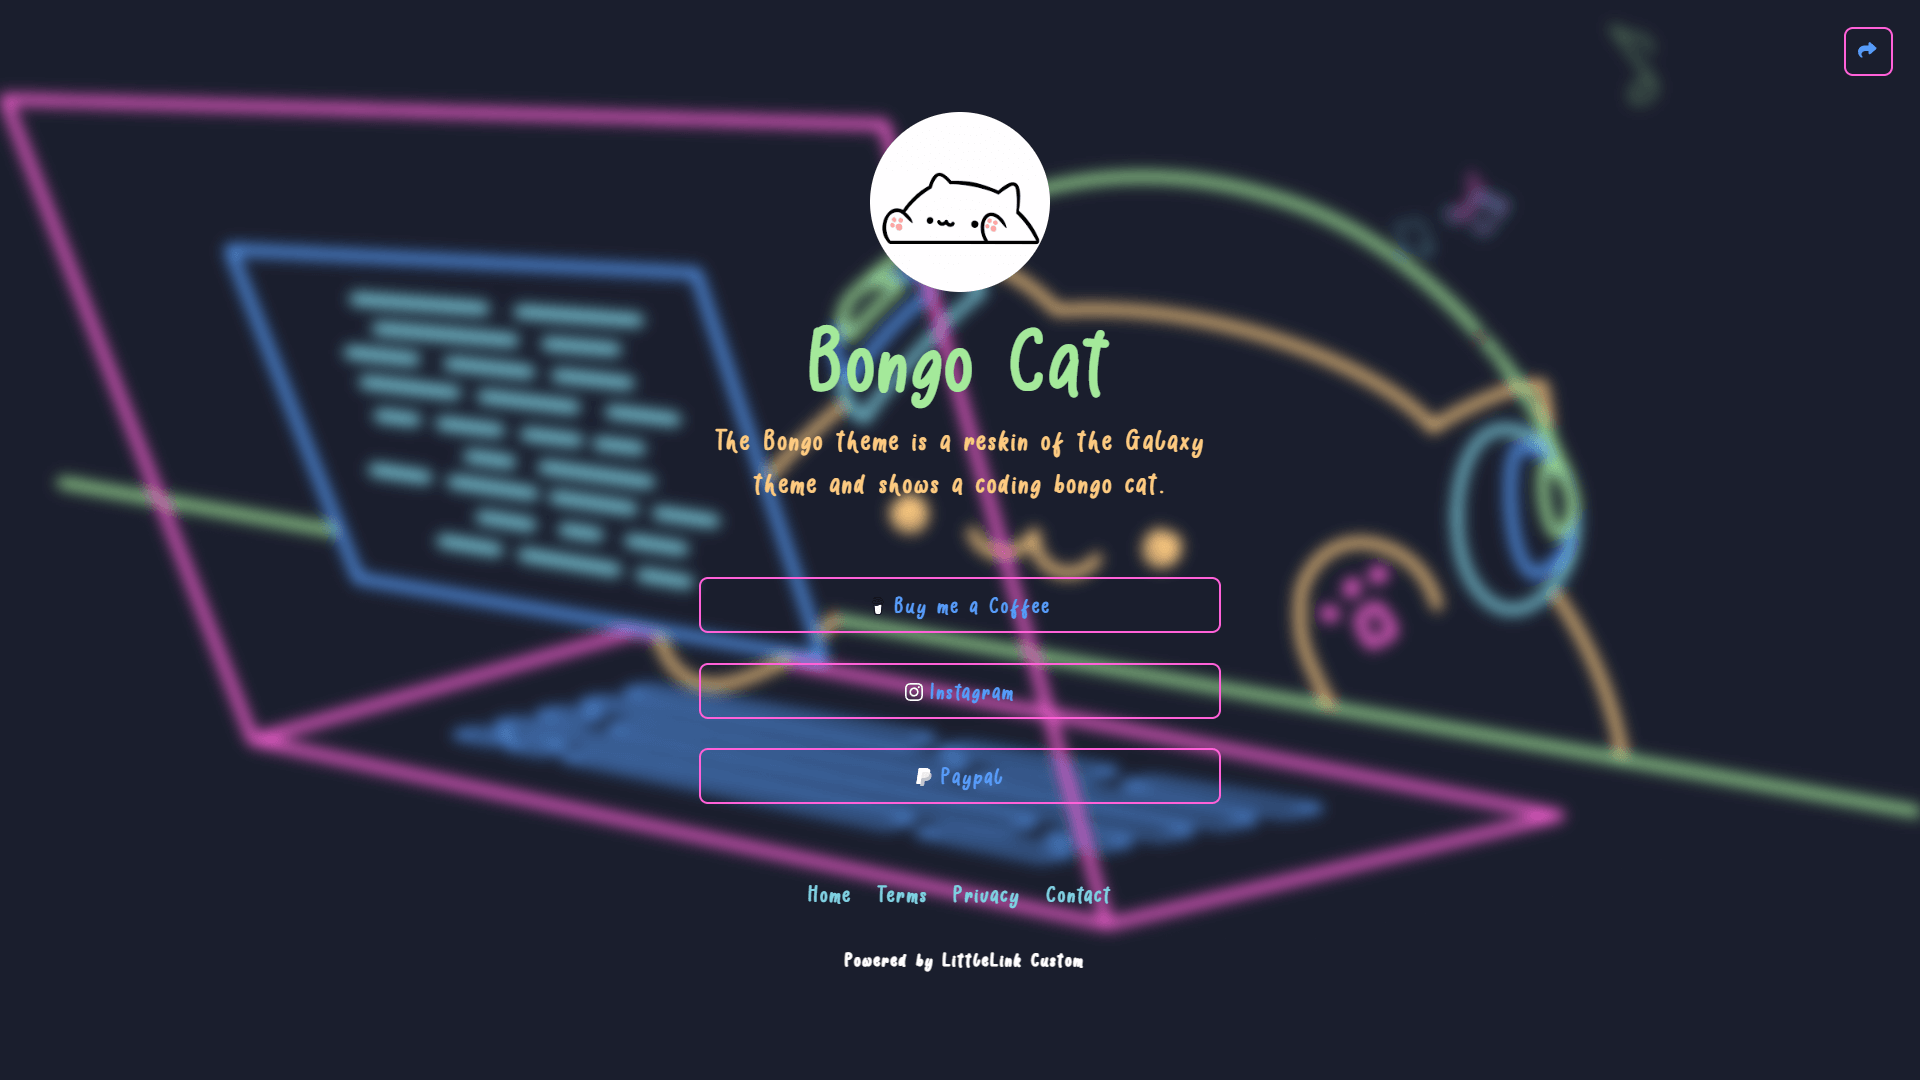 Bongo Cat
The Bongo theme is a reskin of the Galaxy
theme and shows a coding bongo cat.
Buy me a Coffee
Instagram
Paypal
Home Terms Privacy Contact
Powered by LittleLink Custom